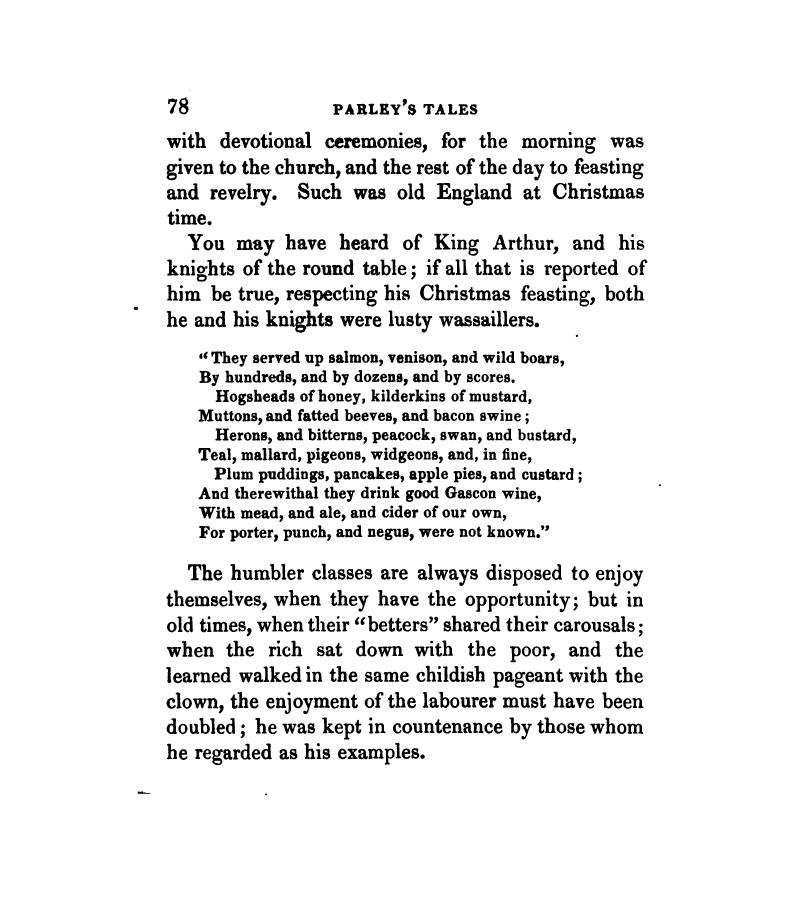 78 PARLEY'S TALES
with devotional ceremonies, for the morning was
given to the church, and the rest of the day to feasting
and revelry. Such was old England at Christmas
time.
You may have heard of King Arthur, and his
knights of the round table; if all that is reported of
him be true, respecting his Christmas feasting, both
he and his knights were lusty wassaillers.
"They served up salmon, venison, and wild boars,
By hundreds, and by dozens, and by scores.
Hogsheads of honey, kilderkins of mustard,
Muttons, and fatted beeves, and bacon swine;
Herons, and bitterns, peacock, swan, and bustard,
Teal, mallard, pigeons, widgeons, and, in fine,
Plum puddings, pancakes, apple pies, and custard;
And therewithal they drink good Gascon wine,
With mead, and ale, and cider of our own,
For porter, punch, and negus, were not known."
The humbler classes are always disposed to enjoy
themselves, when they have the opportunity; but in
old times, when their "betters" shared their carousals;
when the rich sat down with the poor, and the
learned walked in the same childish pageant with the
clown, the enjoyment of the labourer must have been
doubled; he was kept in countenance by those whom
he regarded as his examples.